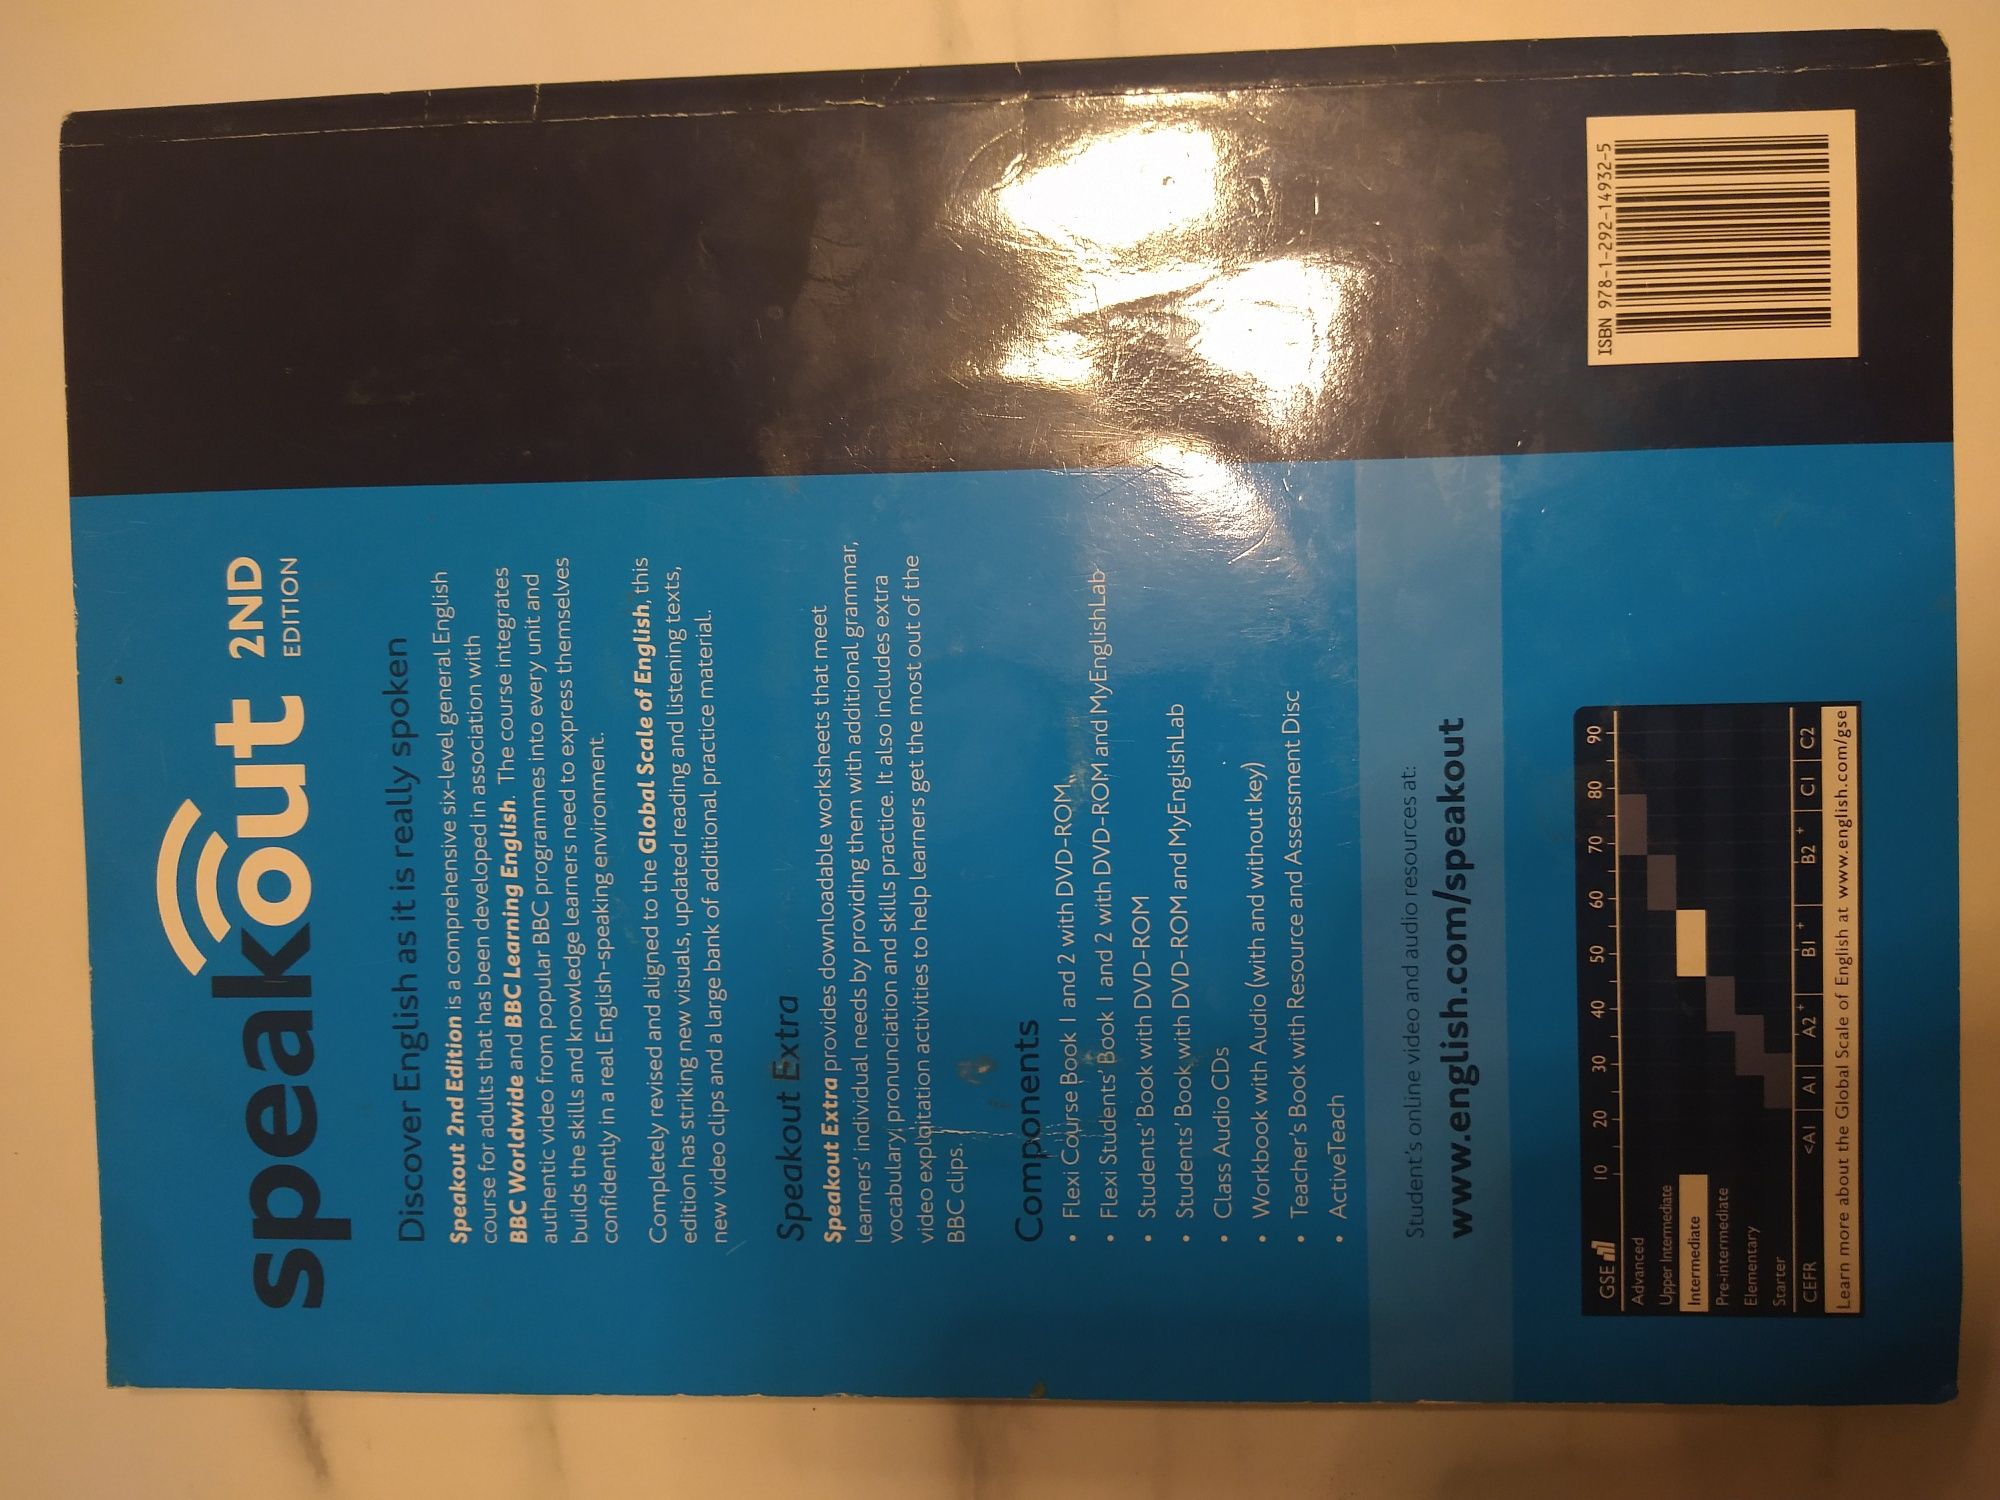 speakout 2ND
EDITION
Discover English as it is really spoken
Speakout 2nd Edition is a comprehensive six-level general English
course for adults that has been developed in association with
BBC Worldwide and BBC Learning English. The course integrates
authentic video from popular BBC programmes into every unit and
builds the skills and knowledge learners need to express themselves
confidently in a real English-speaking environment.
Completely revised and aligned to the Global Scale of English, this
edition has striking new visuals, updated reading and listening texts,
new video clips and a large bank of additional practice material.
Speakout Extra
Speakout Extra provides downloadable worksheets that meet
learners' individual needs by providing them with additional grammar,
vocabulary, pronunciation and skills practice. It also includes extra
video exploitation activities to help learners get the most out of the
BBC clips.
Components
• Flexi Course Book 1 and 2 with DVD-ROM
• Flexi Students' Book 1 and 2 with DVD-ROM and MyEnglishLab
• Students' Book with DVD-ROM
• Students' Book with DVD-ROM and MyEnglishLab
• Class Audio CDs
• Workbook with Audio (with and without key)
• Teacher's Book with Resource and Assessment Disc
• ActiveTeach
Student's online video and audio resources at:
www.english.com/speakout
GSE 10 20 30 40 50 60 70 80 90
Advanced
Upper Intermediate
Intermediate
Pre-intermediate
Elementary
Starter
CEFR <A1 A1 A2 + B1 + B2 + C1 C2
Learn more about the Global Scale of English at www.english.com/gse
ISBN 978-1-292-14932-5